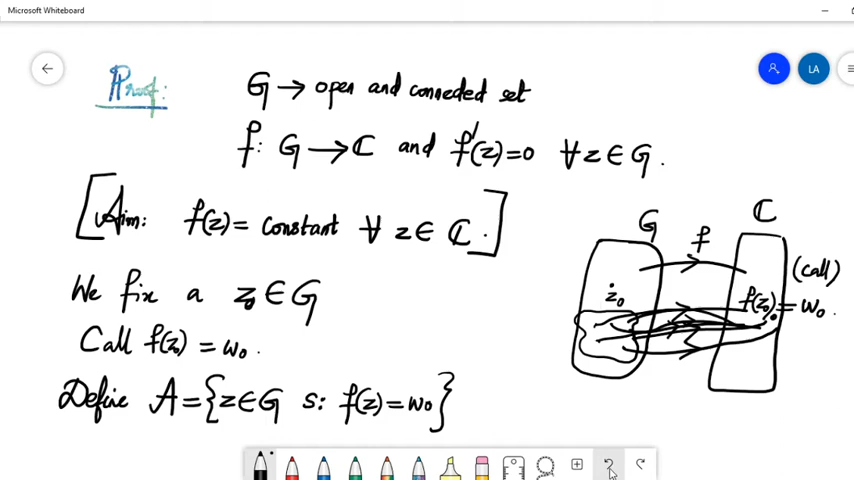 Microsoft Whiteboard
LA
Proof:
G → open and conneded set
f: G → ℂ and f'(z)=0 ∀ z ∈ G.
[Aim: f(z)= constant ∀ z ∈ ℂ.]
We fix a z₀ ∈ G
Call f(z₀) = w₀.
Define A={z∈G s: f(z)=w₀}
G f ℂ
z₀
(call)
f(z₀)= w₀.